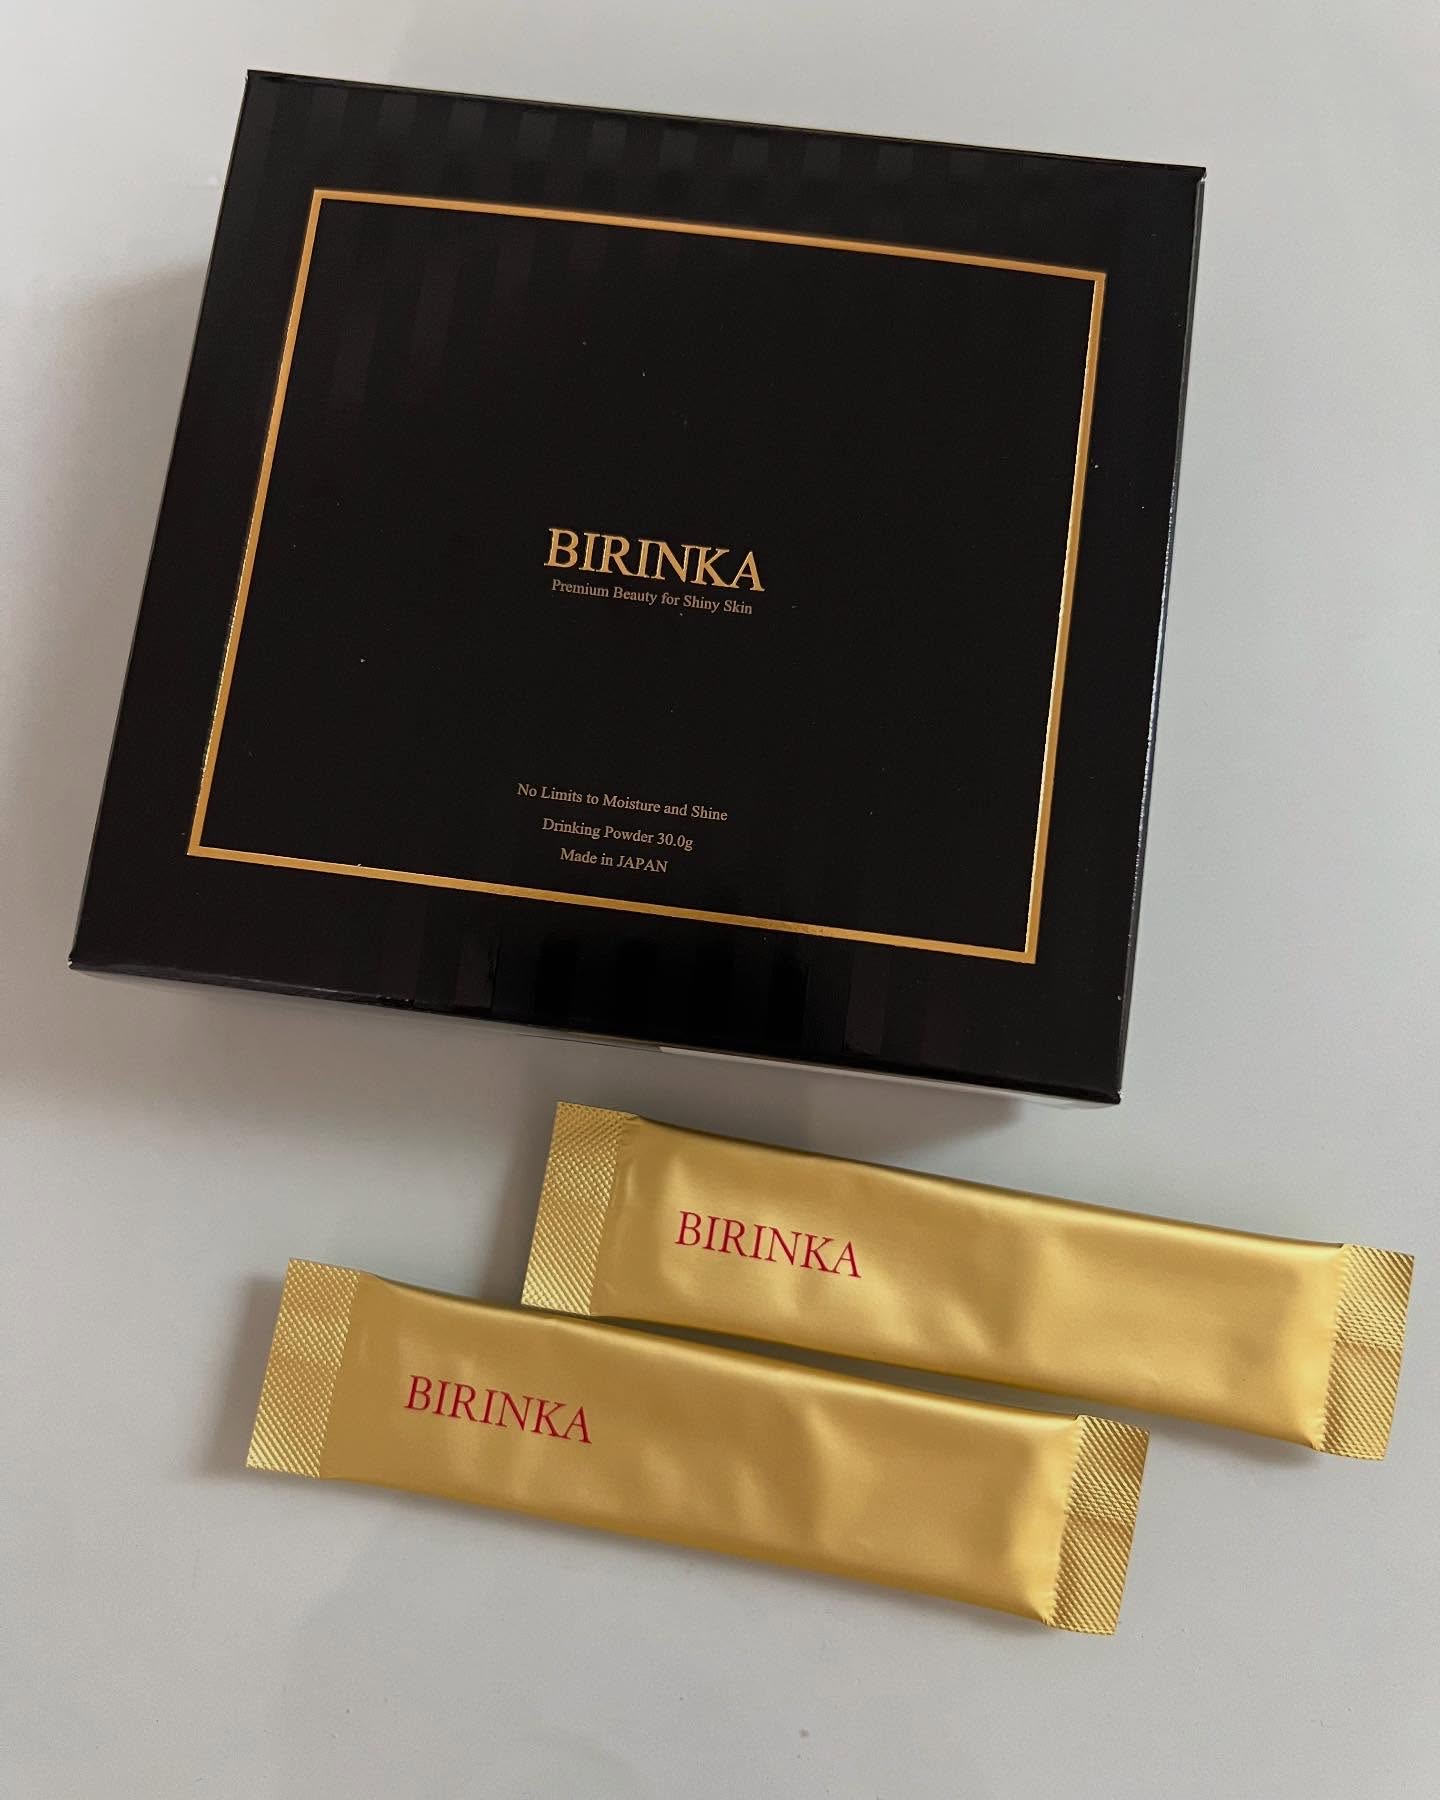 BIRINKA
Premium Beauty for Shiny Skin
No Limits to Moisture and Shine
Drinking Powder 30.0g
Made in JAPAN
BIRINKA
BIRINKA